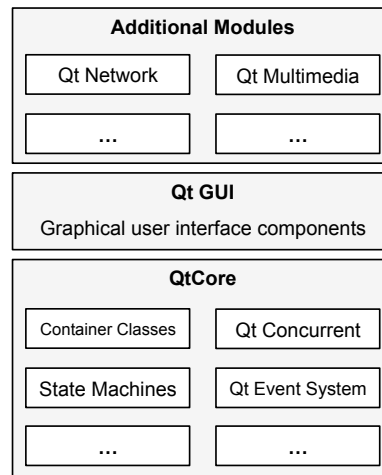 Additional Modules
Qt Network
Qt Multimedia
...
...
Qt GUI
Graphical user interface components
QtCore
Container Classes
Qt Concurrent
State Machines
Qt Event System
...
...